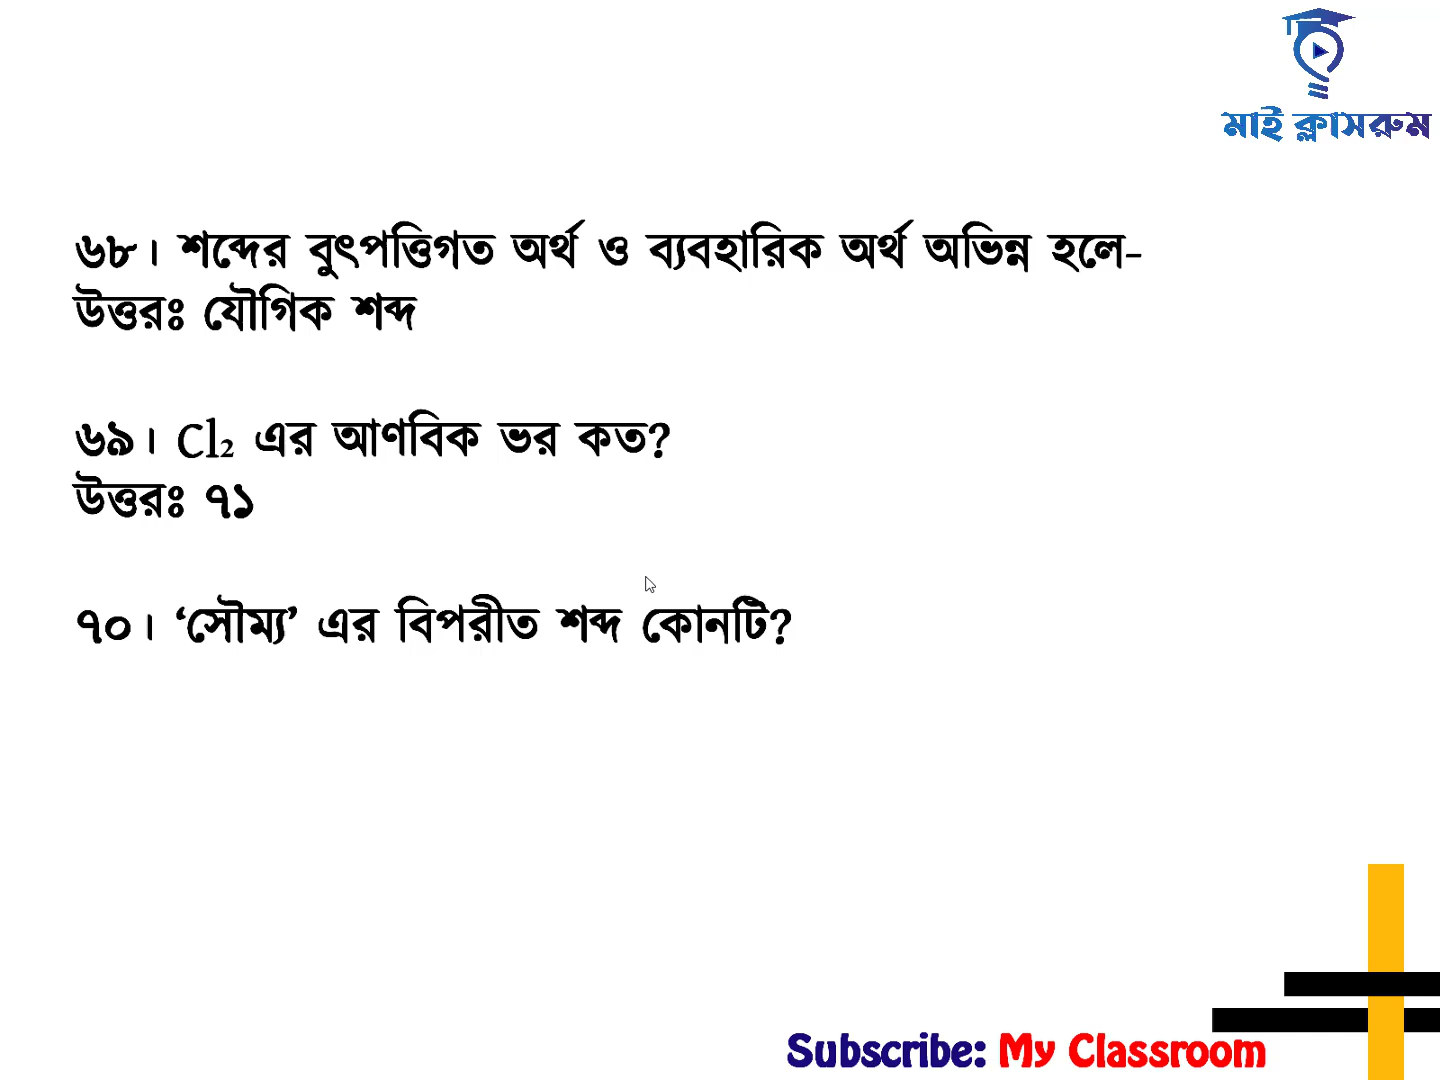 মাই ক্লাসরুম
৬৮। শব্দের বুৎপত্তিগত অর্থ ও ব্যবহারিক অর্থ অভিন্ন হলে-
উত্তরঃ যৌগিক শব্দ
৬৯। Cl₂ এর আণবিক ভর কত?
উত্তরঃ ৭১
৭০। ‘সৌম্য’ এর বিপরীত শব্দ কোনটি?
Subscribe: My Classroom